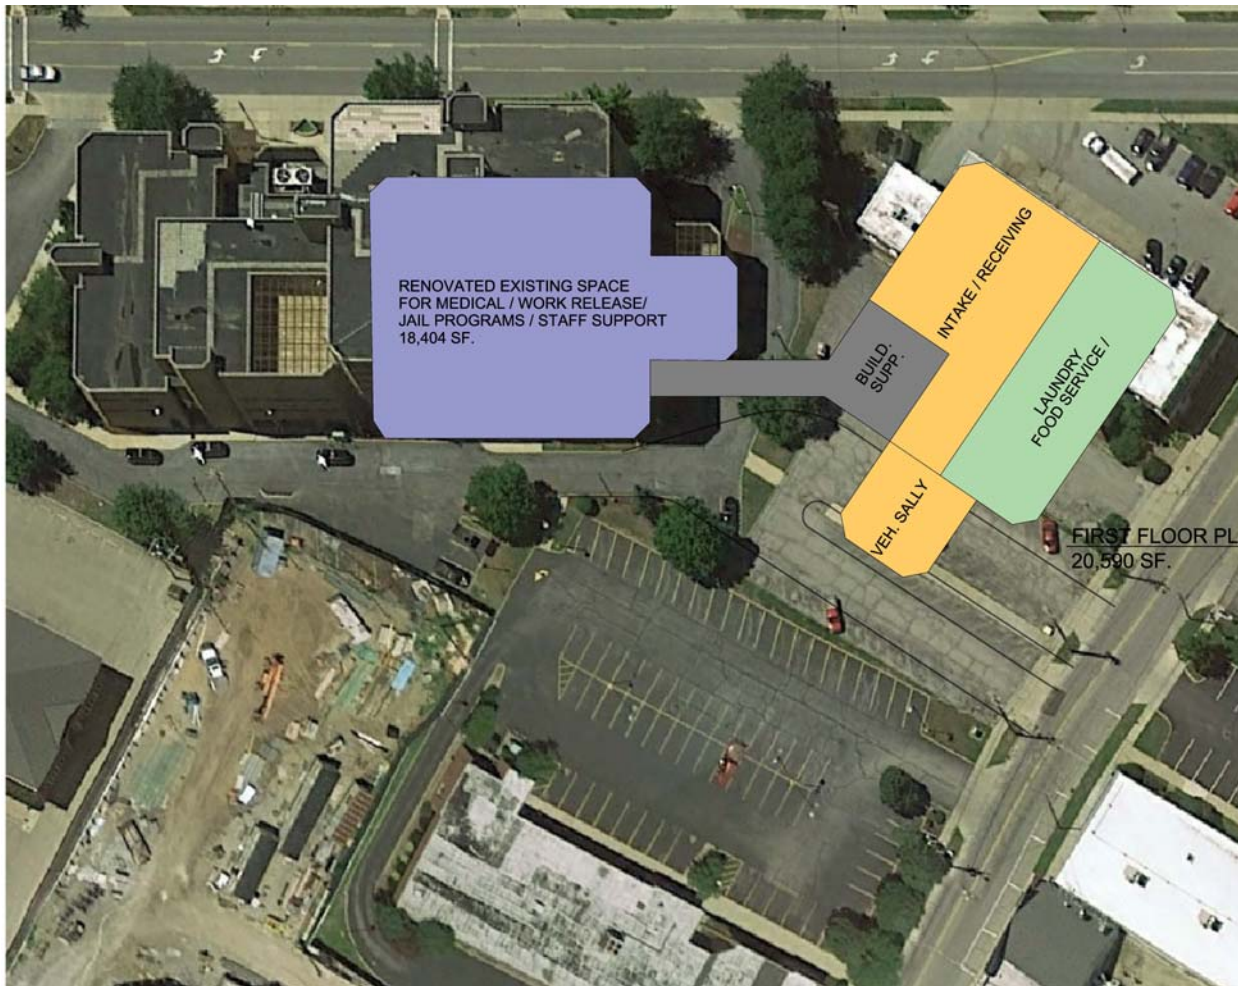 RENOVATED EXISTING SPACE
FOR MEDICAL / WORK RELEASE/
JAIL PROGRAMS / STAFF SUPPORT
18,404 SF.
BUILD.
SUPP.
INTAKE / RECEIVING
LAUNDRY
FOOD SERVICE /
VEH. SALLY
FIRST FLOOR PL
20,590 SF.